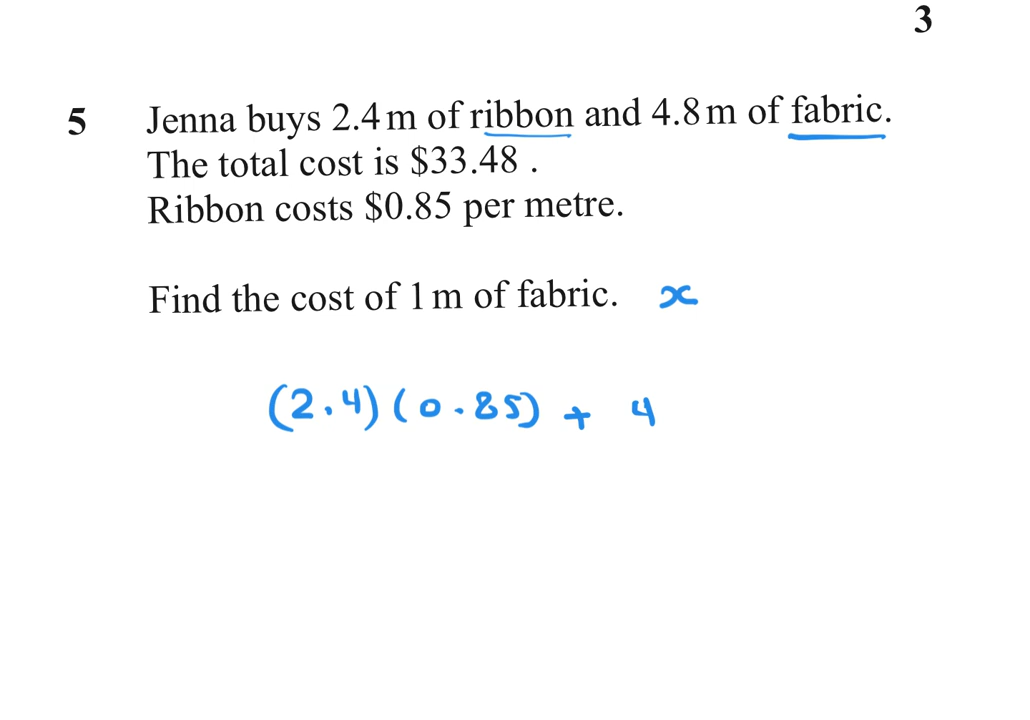 3
5 Jenna buys 2.4 m of ribbon and 4.8 m of fabric.
The total cost is $33.48 .
Ribbon costs $0.85 per metre.
Find the cost of 1 m of fabric. x
(2.4)(0.85) + 4